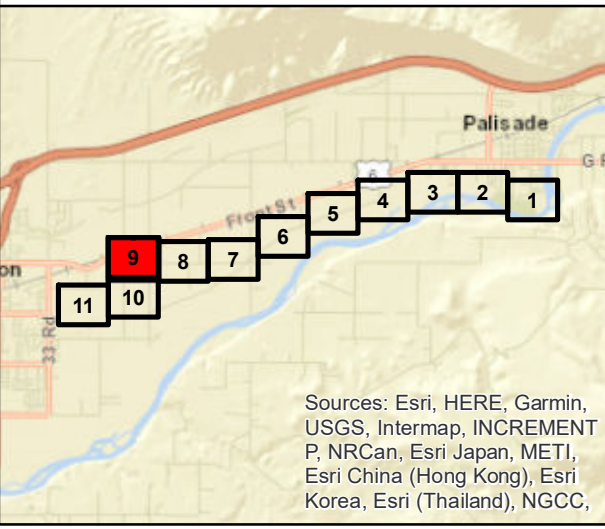 Palisade
6
G R
3
2
1
4
Front St
5
6
9
8
7
on
11
10
33 Rd
Sources: Esri, HERE, Garmin,
USGS, Intermap, INCREMENT
P, NRCan, Esri Japan, METI,
Esri China (Hong Kong), Esri
Korea, Esri (Thailand), NGCC,